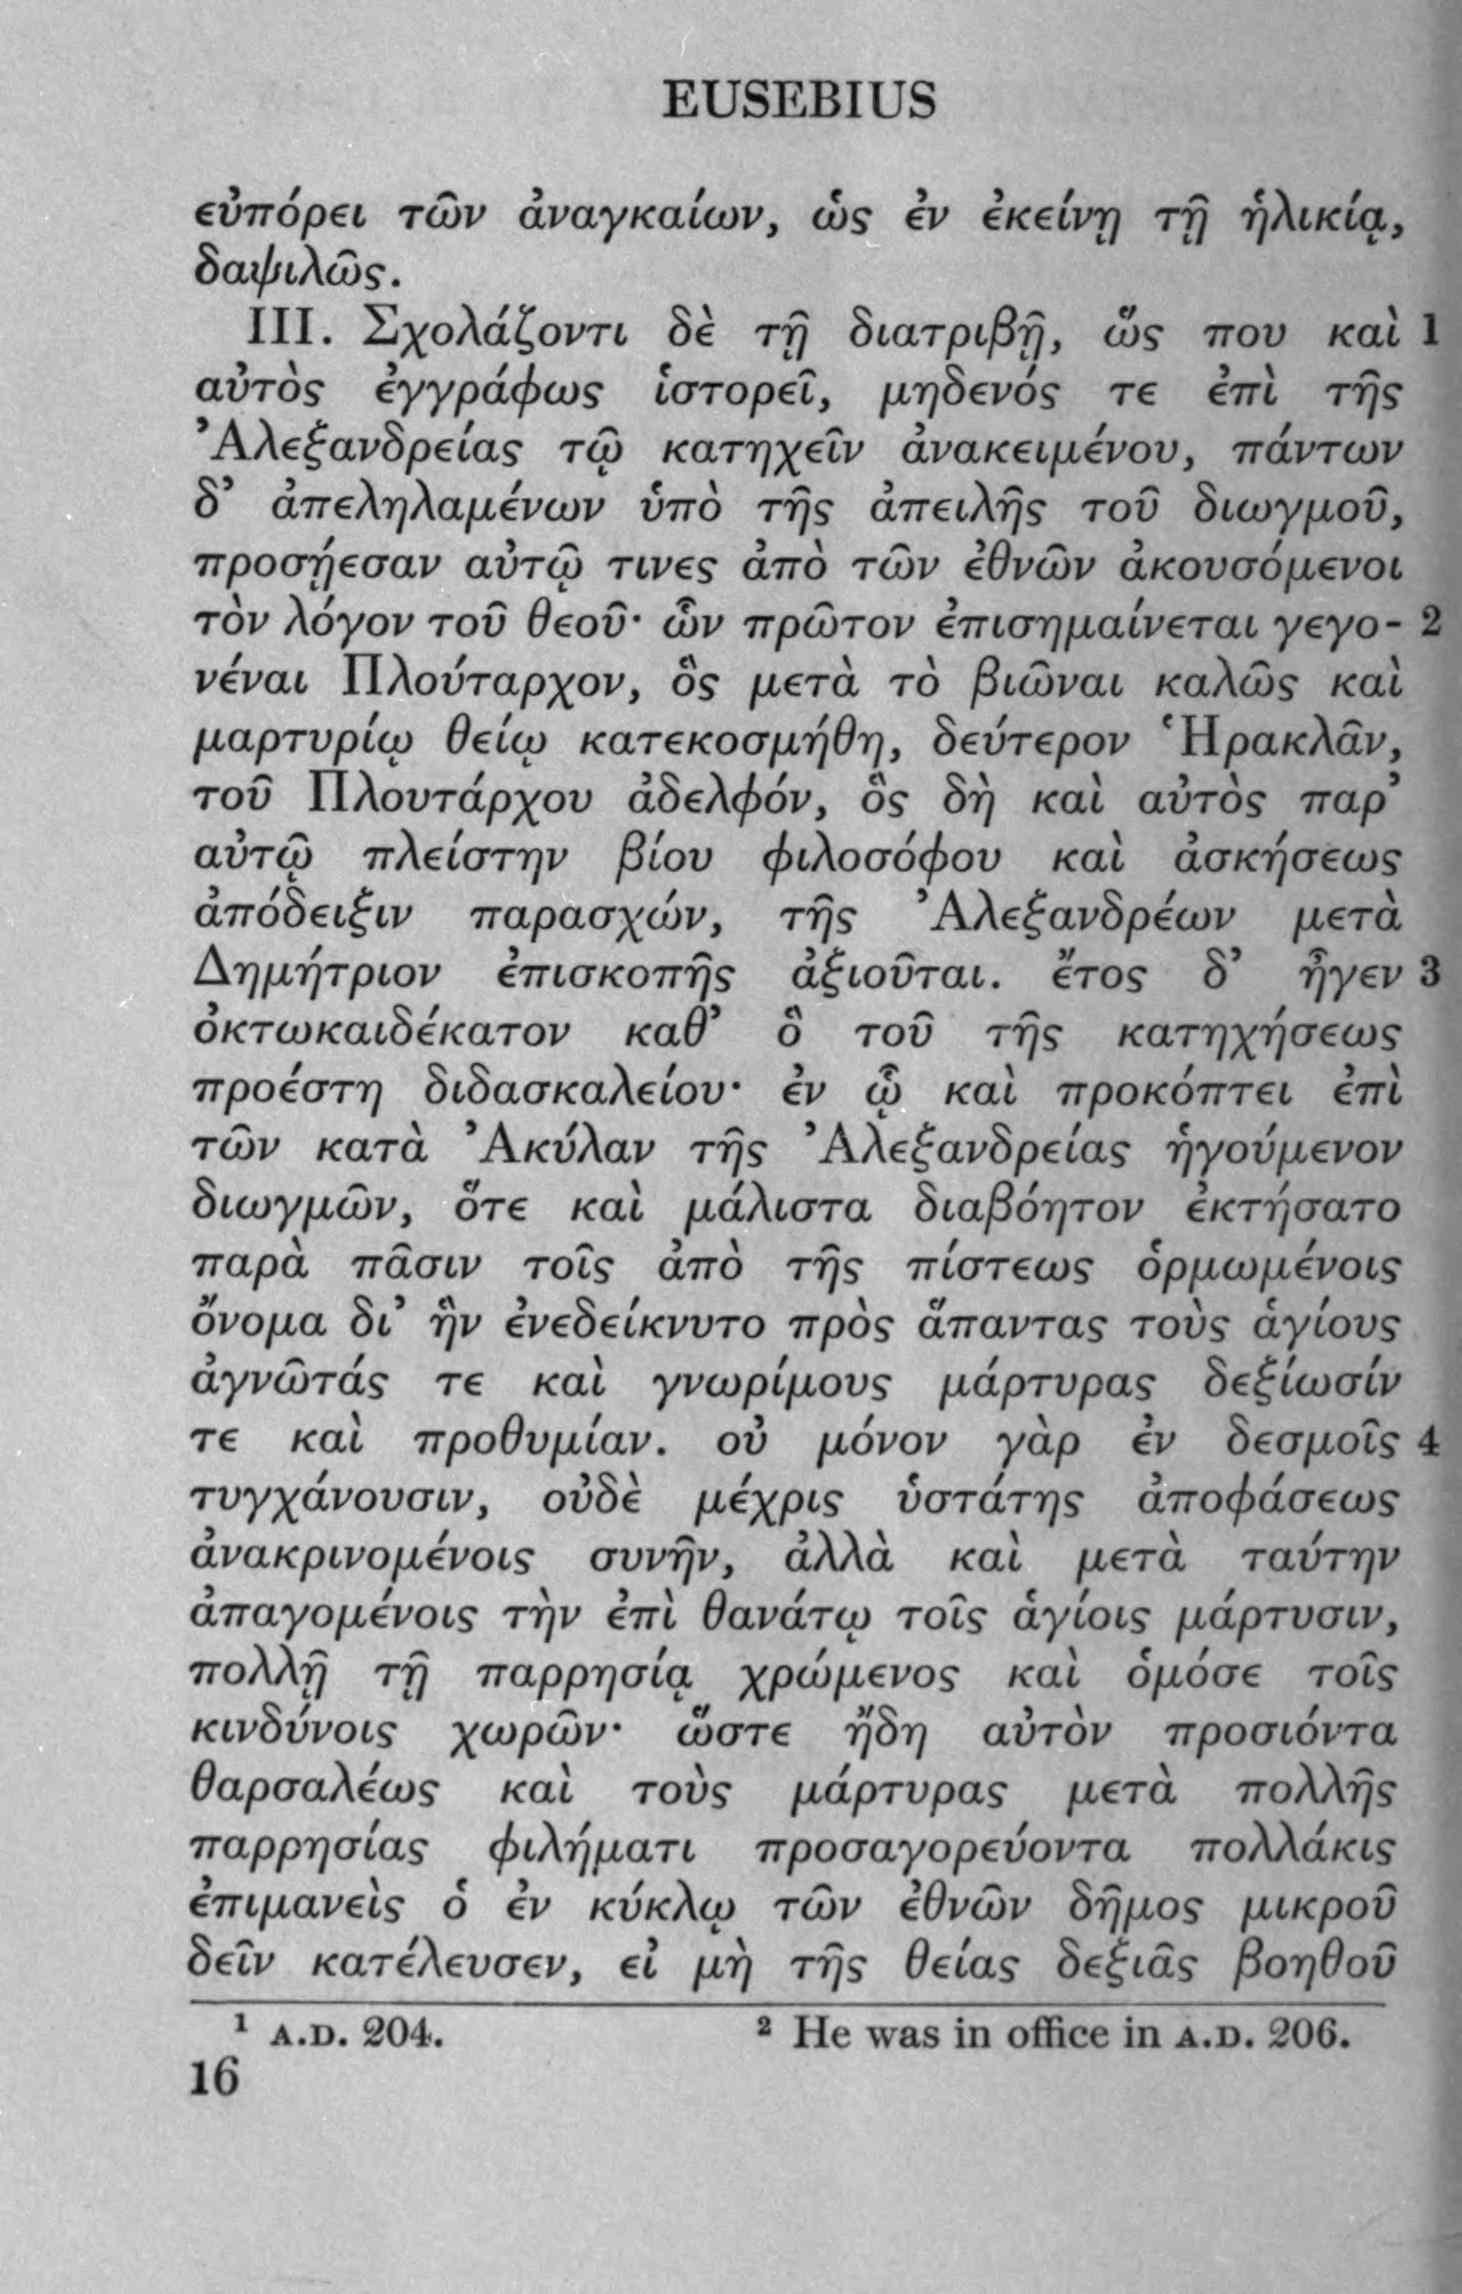 EUSEBIUS
εὐπόρει τῶν ἀναγκαίων, ὡς ἐν ἐκείνῃ τῇ ἡλικίᾳ,
δαψιλῶς.
III. Σχολάζοντι δὲ τῇ διατριβῇ, ὥς που καὶ 1
αὐτὸς ἐγγράφως ἱστορεῖ, μηδενός τε ἐπὶ τῆς
Ἀλεξανδρείας τῷ κατηχεῖν ἀνακειμένου, πάντων
δ’ ἀπεληλαμένων ὑπὸ τῆς ἀπειλῆς τοῦ διωγμοῦ,
προσῄεσαν αὐτῷ τινες ἀπὸ τῶν ἐθνῶν ἀκουσόμενοι
τὸν λόγον τοῦ θεοῦ· ὧν πρῶτον ἐπισημαίνεται γεγο- 2
νέναι Πλούταρχον, ὃς μετὰ τὸ βιῶναι καλῶς καὶ
μαρτυρίῳ θείῳ κατεκοσμήθη, δεύτερον Ἡρακλᾶν,
τοῦ Πλουτάρχου ἀδελφόν, ὃς δὴ καὶ αὐτὸς παρ’
αὐτῷ πλείστην βίου φιλοσόφου καὶ ἀσκήσεως
ἀπόδειξιν παρασχών, τῆς Ἀλεξανδρέων μετὰ
Δημήτριον ἐπισκοπῆς ἀξιοῦται. ἔτος δ’ ἦγεν 3
ὀκτωκαιδέκατον καθ’ ὃ τοῦ τῆς κατηχήσεως
προέστη διδασκαλείου· ἐν ᾧ καὶ προκόπτει ἐπὶ
τῶν κατὰ Ἀκύλαν τῆς Ἀλεξανδρείας ἡγούμενον
διωγμῶν, ὅτε καὶ μάλιστα διαβόητον ἐκτήσατο
παρὰ πᾶσιν τοῖς ἀπὸ τῆς πίστεως ὁρμωμένοις
ὄνομα δι’ ἣν ἐνεδείκνυτο πρὸς ἅπαντας τοὺς ἁγίους
ἀγνῶτάς τε καὶ γνωρίμους μάρτυρας δεξίωσίν
τε καὶ προθυμίαν. οὐ μόνον γὰρ ἐν δεσμοῖς 4
τυγχάνουσιν, οὐδὲ μέχρις ὑστάτης ἀποφάσεως
ἀνακρινομένοις συνῆν, ἀλλὰ καὶ μετὰ ταύτην
ἀπαγομένοις τὴν ἐπὶ θανάτῳ τοῖς ἁγίοις μάρτυσιν,
πολλῇ τῇ παρρησίᾳ χρώμενος καὶ ὁμόσε τοῖς
κινδύνοις χωρῶν· ὥστε ἤδη αὐτὸν προσιόντα
θαρσαλέως καὶ τοὺς μάρτυρας μετὰ πολλῆς
παρρησίας φιλήματι προσαγορεύοντα πολλάκις
ἐπιμανεὶς ὁ ἐν κύκλῳ τῶν ἐθνῶν δῆμος μικροῦ
δεῖν κατέλευσεν, εἰ μὴ τῆς θείας δεξιᾶς βοηθοῦ
1 A.D. 204. 2 He was in office in A.D. 206.
16